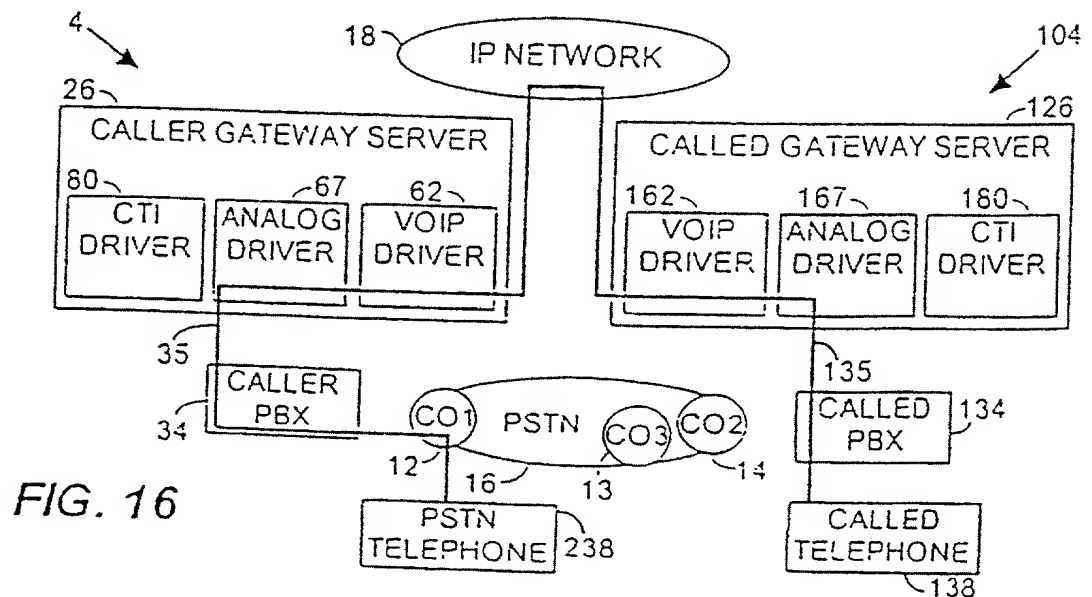 4
18
IP NETWORK
104
26
CALLER GATEWAY SERVER
80
CTI
DRIVER
67
ANALOG
DRIVER
62
VOIP
DRIVER
126
CALLED GATEWAY SERVER
162
VOIP
DRIVER
167
ANALOG
DRIVER
180
CTI
DRIVER
35
135
CALLER
PBX
34
CO1
PSTN
CO3
CO2
12
16
13
14
CALLED
PBX
134
FIG. 16
PSTN
TELEPHONE
238
CALLED
TELEPHONE
138